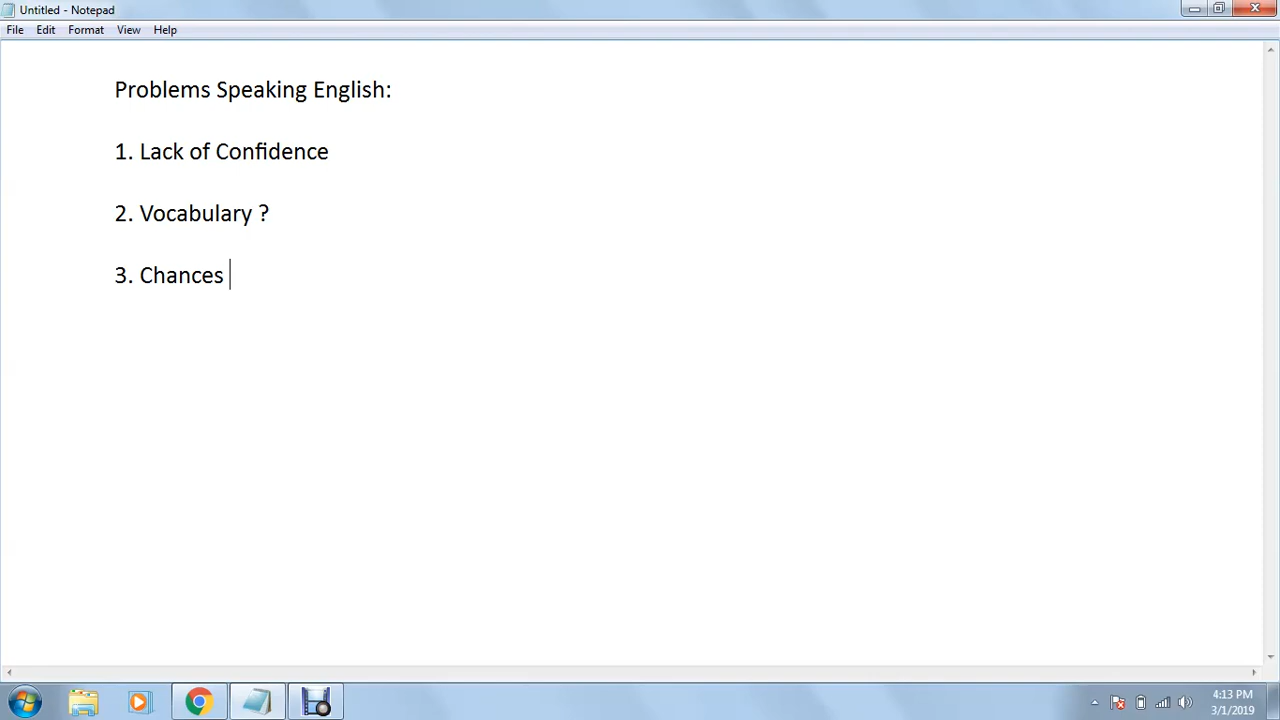 Untitled - Notepad
File Edit Format View Help
Problems Speaking English:
1. Lack of Confidence
2. Vocabulary ?
3. Chances
4:13 PM
3/1/2019